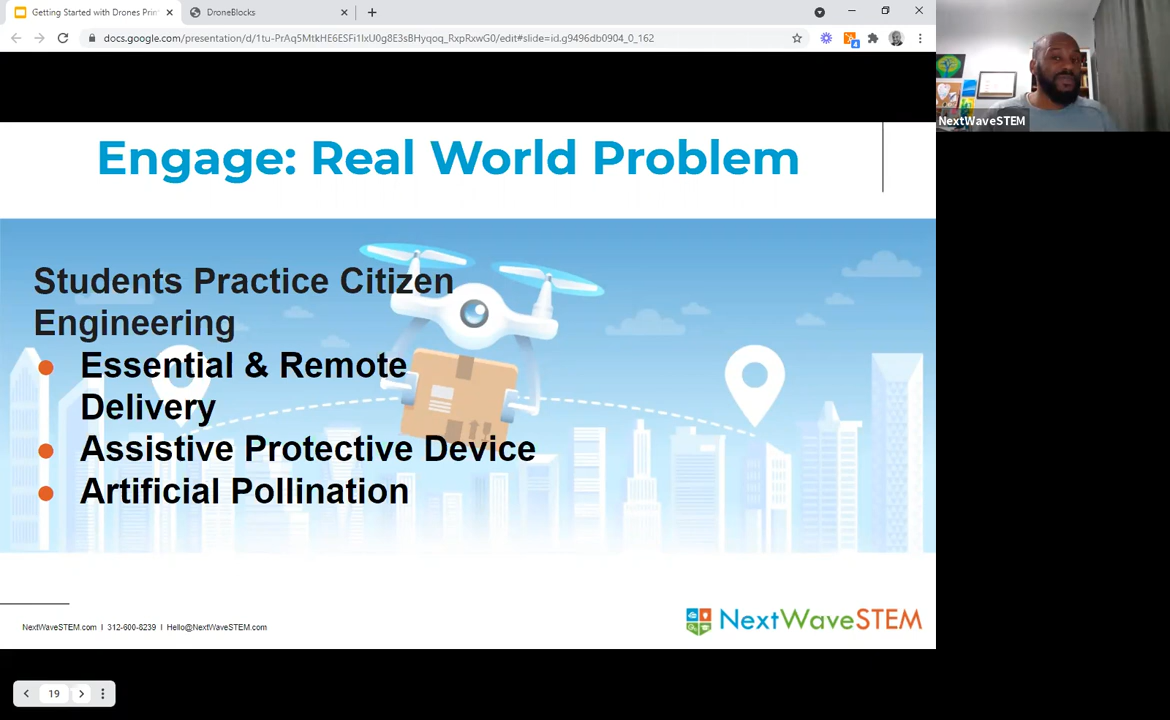 Getting Started with Drones Prin
DroneBlocks
docs.google.com/presentation/d/1tu-PrAq5MtkHE6ESFi1IxU0g8E3sBHyqoq_RxpRxwG0/edit#slide=id.g9496db0904_0_162
4
NextWaveSTEM
Engage: Real World Problem
Students Practice Citizen
Engineering
Essential & Remote
Delivery
Assistive Protective Device
Artificial Pollination
NextWaveSTEM.com I 312-600-8239 I Hello@NextWaveSTEM.com
NextWaveSTEM
19